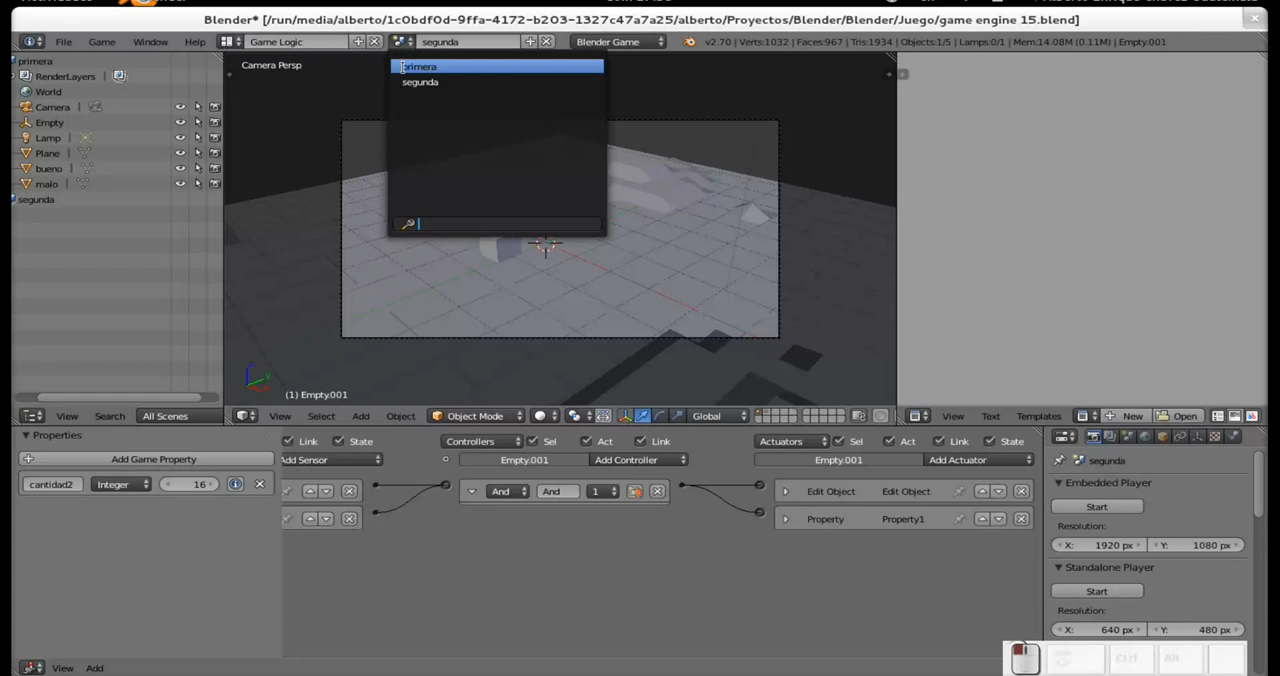 Blender* [/run/media/alberto/1c0bdf0d-9ffa-4172-b203-1327c47a7a25/alberto/Proyectos/Blender/Blender/Juego/game engine 15.blend]
File Game Window Help Game Logic segunda Blender Game v2.70 | Verts:1032 | Faces:967 | Tris:1934 | Objects:1/5 | Lamps:0/1 | Mem:14.08M (0.11M) | Empty.001
primera
RenderLayers
World
Camera
Empty
Lamp
Plane
bueno
malo
segunda
Camera Persp
primera
segunda
(1) Empty.001
View Search All Scenes
View Select Add Object Object Mode Global
View Text Templates New Open
Properties
Add Game Property
cantidad2 Integer 16
Link State Controllers Sel Act Link Actuators Sel Act Link State
Add Sensor Empty.001 Add Controller Empty.001 Add Actuator
And And 1 Edit Object Edit Object
Property Property1
segunda
Embedded Player
Start
Resolution:
X: 1920 px Y: 1080 px
Standalone Player
Start
Resolution:
X: 640 px Y: 480 px
Ctrl Alt
View Add